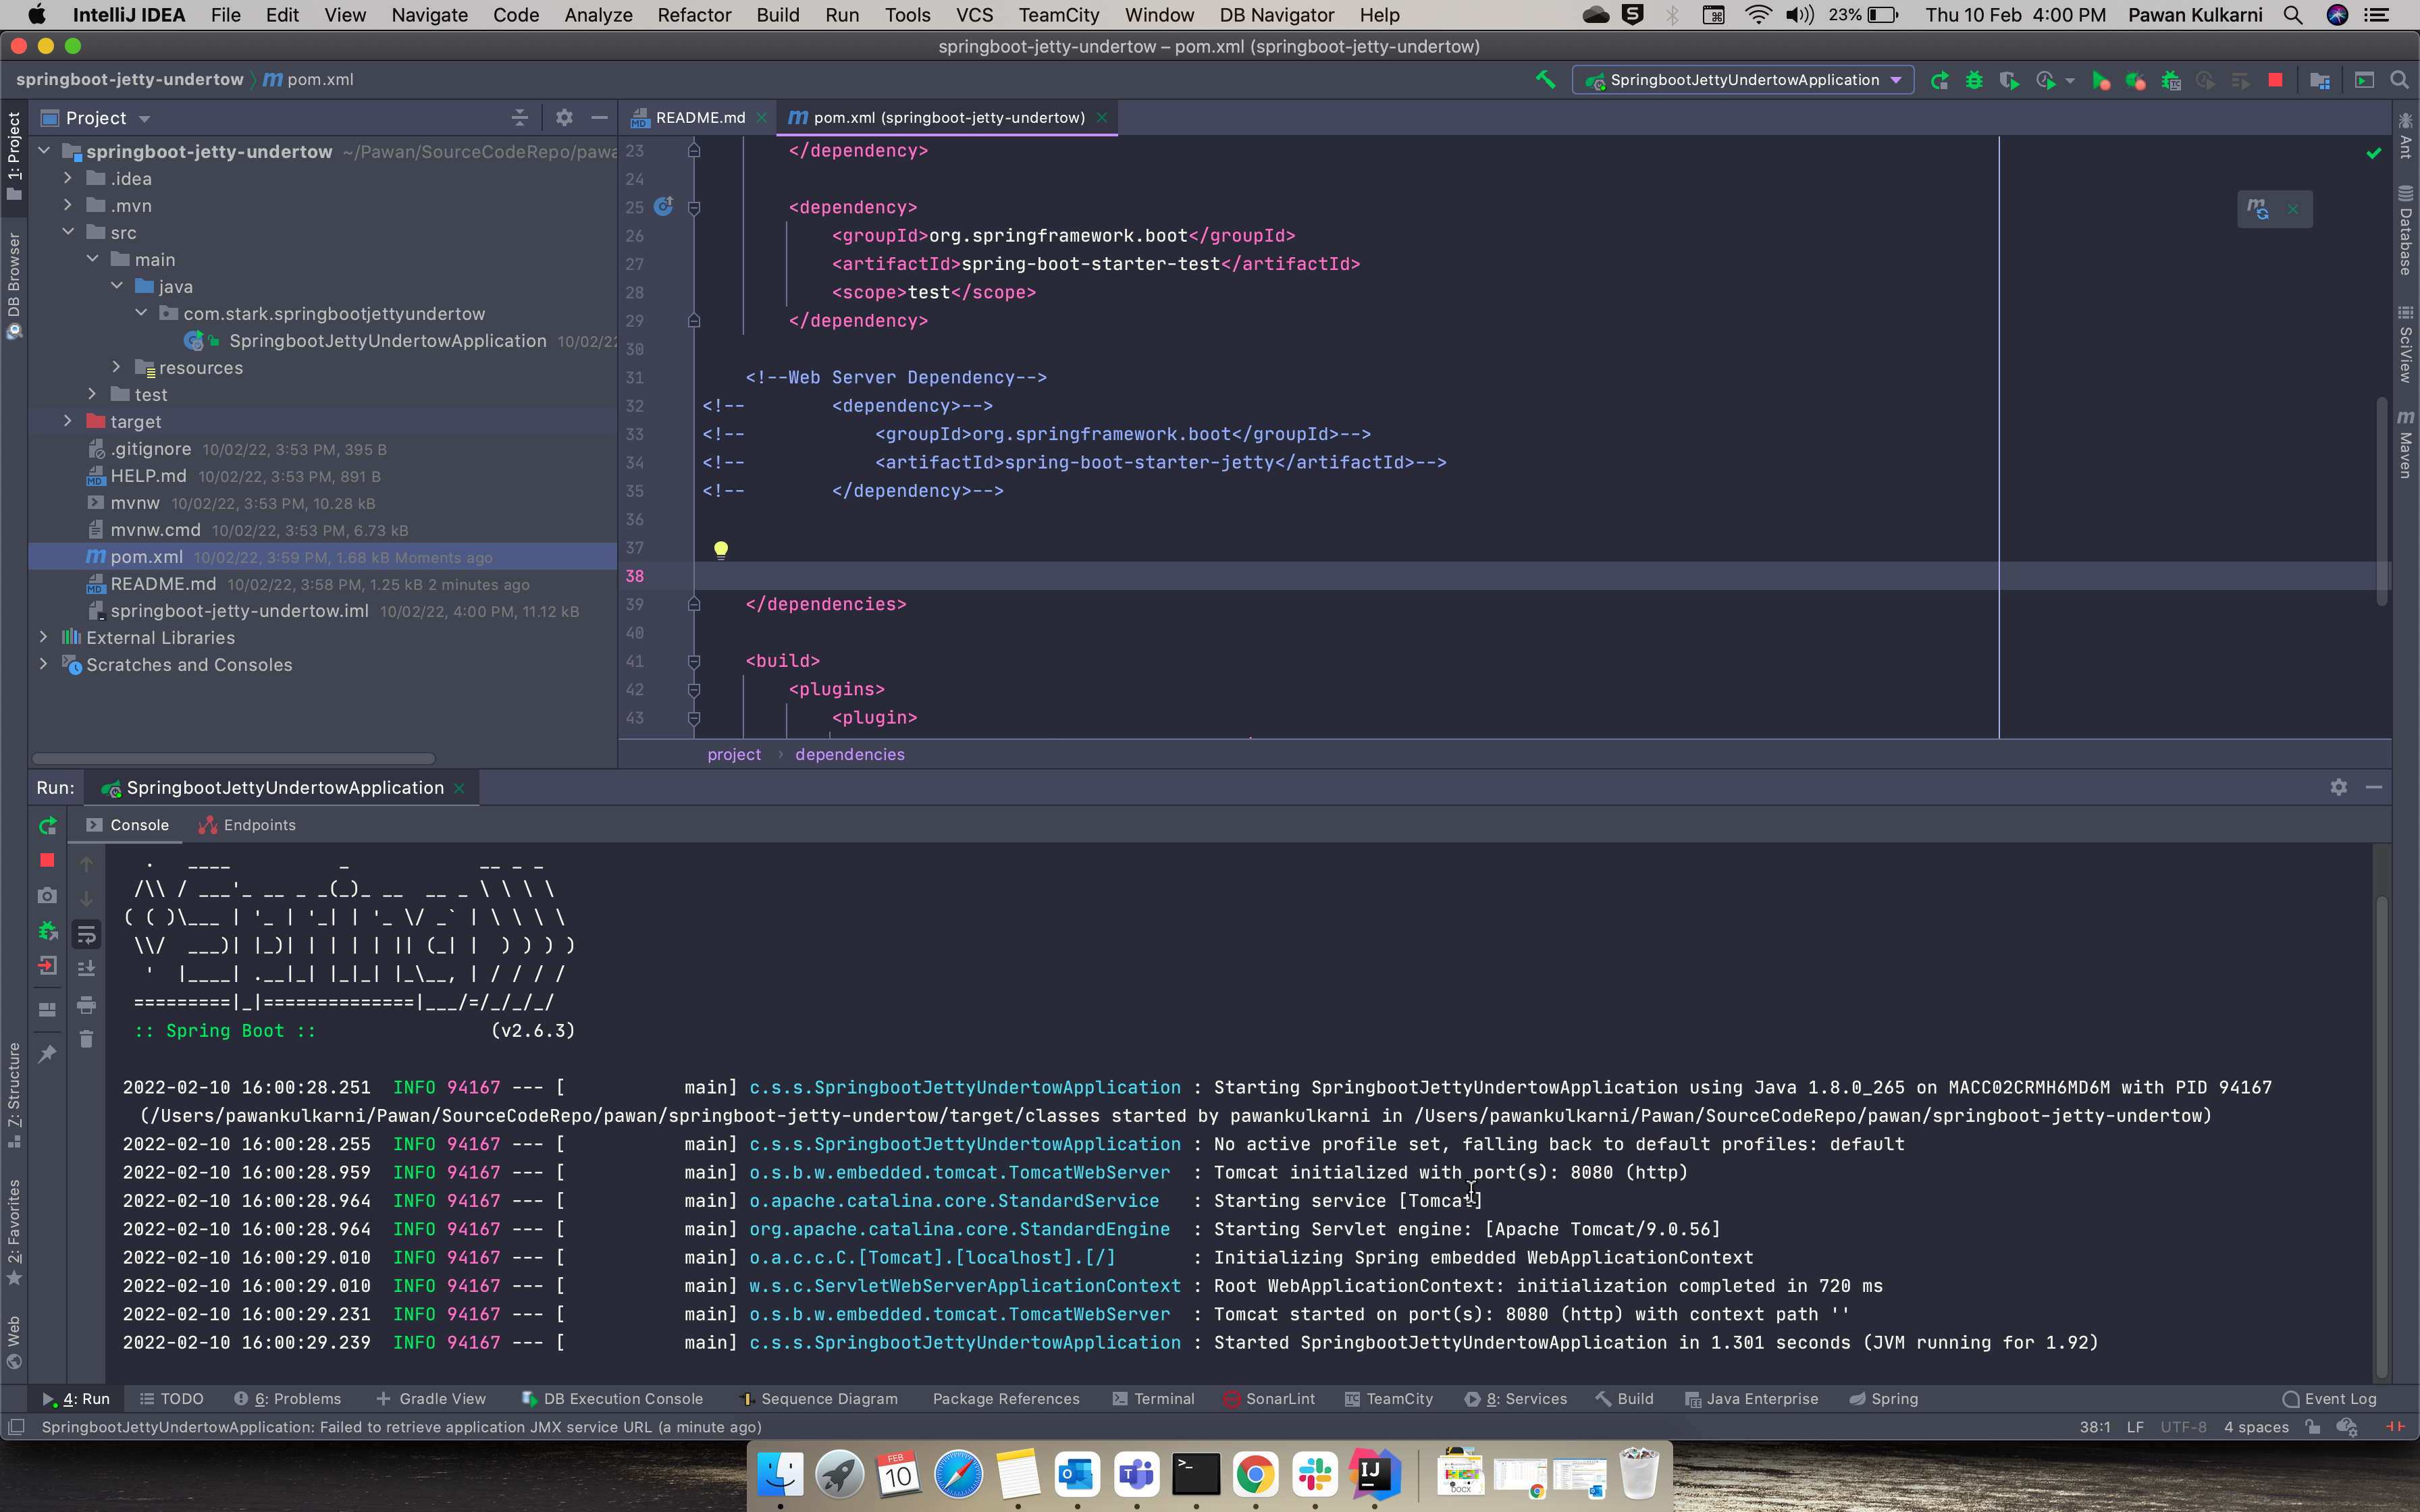 IntelliJ IDEA File Edit View Navigate Code Analyze Refactor Build Run Tools VCS TeamCity Window DB Navigator Help 23% Thu 10 Feb 4:00 PM Pawan Kulkarni
springboot-jetty-undertow – pom.xml (springboot-jetty-undertow)
springboot-jetty-undertow pom.xml SpringbootJettyUndertowApplication
Project README.md pom.xml (springboot-jetty-undertow)
1: Project
DB Browser
Z: Structure
2: Favorites
Web
Ant
Database
SciView
Maven
springboot-jetty-undertow ~/Pawan/SourceCodeRepo/pawa
.idea
.mvn
src
main
java
com.stark.springbootjettyundertow
SpringbootJettyUndertowApplication 10/02/22
resources
test
target
.gitignore 10/02/22, 3:53 PM, 395 B
HELP.md 10/02/22, 3:53 PM, 891 B
mvnw 10/02/22, 3:53 PM, 10.28 kB
mvnw.cmd 10/02/22, 3:53 PM, 6.73 kB
pom.xml 10/02/22, 3:59 PM, 1.68 kB Moments ago
README.md 10/02/22, 3:58 PM, 1.25 kB 2 minutes ago
springboot-jetty-undertow.iml 10/02/22, 4:00 PM, 11.12 kB
External Libraries
Scratches and Consoles
23 </dependency>
24
25 <dependency>
26 <groupId>org.springframework.boot</groupId>
27 <artifactId>spring-boot-starter-test</artifactId>
28 <scope>test</scope>
29 </dependency>
30
31 <!--Web Server Dependency-->
32 <!-- <dependency>-->
33 <!-- <groupId>org.springframework.boot</groupId>-->
34 <!-- <artifactId>spring-boot-starter-jetty</artifactId>-->
35 <!-- </dependency>-->
36
37
38
39 </dependencies>
40
41 <build>
42 <plugins>
43 <plugin>
project › dependencies
Run: SpringbootJettyUndertowApplication
Console Endpoints
:: Spring Boot :: (v2.6.3)
2022-02-10 16:00:28.251 INFO 94167 --- [ main] c.s.s.SpringbootJettyUndertowApplication : Starting SpringbootJettyUndertowApplication using Java 1.8.0_265 on MACC02CRMH6MD6M with PID 94167
(/Users/pawankulkarni/Pawan/SourceCodeRepo/pawan/springboot-jetty-undertow/target/classes started by pawankulkarni in /Users/pawankulkarni/Pawan/SourceCodeRepo/pawan/springboot-jetty-undertow)
2022-02-10 16:00:28.255 INFO 94167 --- [ main] c.s.s.SpringbootJettyUndertowApplication : No active profile set, falling back to default profiles: default
2022-02-10 16:00:28.959 INFO 94167 --- [ main] o.s.b.w.embedded.tomcat.TomcatWebServer : Tomcat initialized with port(s): 8080 (http)
2022-02-10 16:00:28.964 INFO 94167 --- [ main] o.apache.catalina.core.StandardService : Starting service [Tomcat]
2022-02-10 16:00:28.964 INFO 94167 --- [ main] org.apache.catalina.core.StandardEngine : Starting Servlet engine: [Apache Tomcat/9.0.56]
2022-02-10 16:00:29.010 INFO 94167 --- [ main] o.a.c.c.C.[Tomcat].[localhost].[/] : Initializing Spring embedded WebApplicationContext
2022-02-10 16:00:29.010 INFO 94167 --- [ main] w.s.c.ServletWebServerApplicationContext : Root WebApplicationContext: initialization completed in 720 ms
2022-02-10 16:00:29.231 INFO 94167 --- [ main] o.s.b.w.embedded.tomcat.TomcatWebServer : Tomcat started on port(s): 8080 (http) with context path ''
2022-02-10 16:00:29.239 INFO 94167 --- [ main] c.s.s.SpringbootJettyUndertowApplication : Started SpringbootJettyUndertowApplication in 1.301 seconds (JVM running for 1.92)
4: Run TODO 6: Problems Gradle View DB Execution Console Sequence Diagram Package References Terminal SonarLint TeamCity 8: Services Build Java Enterprise Spring Event Log
SpringbootJettyUndertowApplication: Failed to retrieve application JMX service URL (a minute ago) 38:1 LF UTF-8 4 spaces
FEB
10
IJ
DOCX